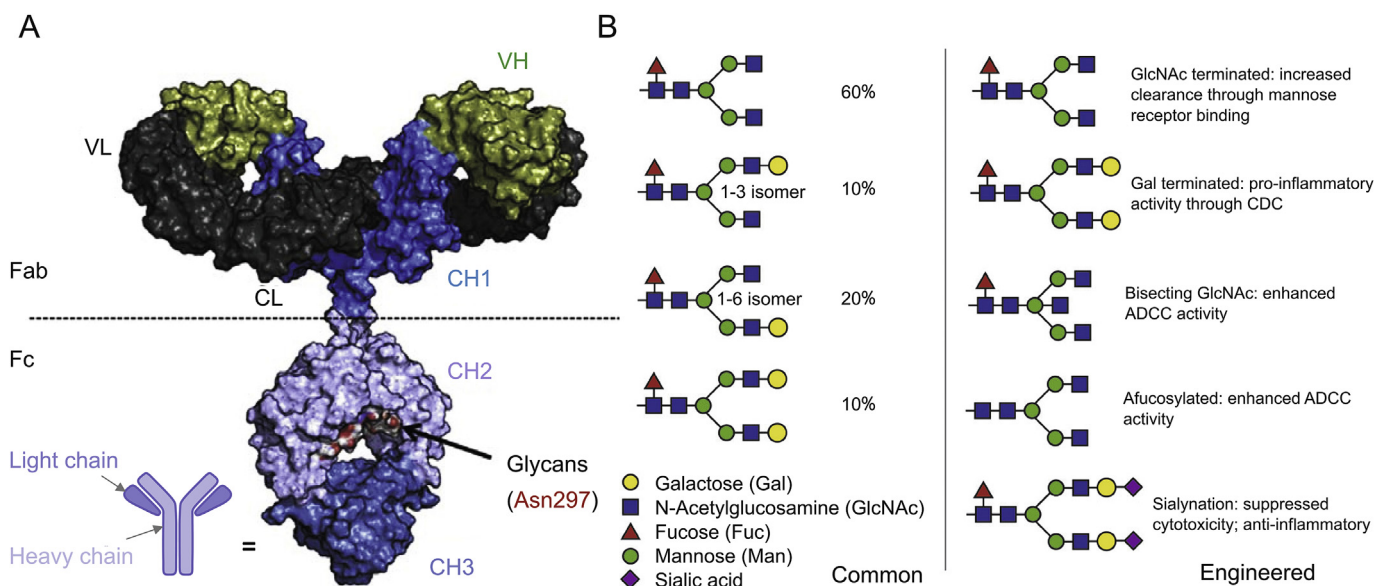 A
VH
VL
Fab
CL
CH1
Fc
CH2
Glycans
(Asn297)
Light chain
Heavy chain
=
CH3
B
60%
1-3 isomer
10%
1-6 isomer
20%
10%
Galactose (Gal)
N-Acetylglucosamine (GlcNAc)
Fucose (Fuc)
Mannose (Man)
Sialic acid
Common
GlcNAc terminated: increased
clearance through mannose
receptor binding
Gal terminated: pro-inflammatory
activity through CDC
Bisecting GlcNAc: enhanced
ADCC activity
Afucosylated: enhanced ADCC
activity
Sialynation: suppressed
cytotoxicity; anti-inflammatory
Engineered